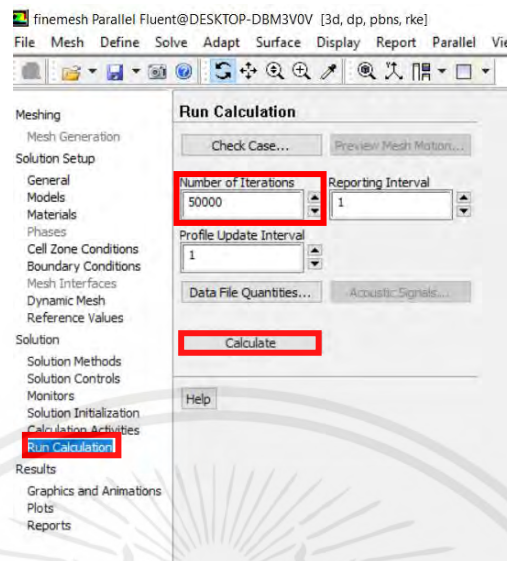 finemesh Parallel Fluent@DESKTOP-DBM3V0V [3d, dp, pbns, rke]
File Mesh Define Solve Adapt Surface Display Report Parallel Vie
Meshing
Mesh Generation
Solution Setup
General
Models
Materials
Phases
Cell Zone Conditions
Boundary Conditions
Mesh Interfaces
Dynamic Mesh
Reference Values
Solution
Solution Methods
Solution Controls
Monitors
Solution Initialization
Calculation Activities
Run Calculation
Results
Graphics and Animations
Plots
Reports
Run Calculation
Check Case... Preview Mesh Motion...
Number of Iterations Reporting Interval
50000 1
Profile Update Interval
1
Data File Quantities... Acoustic Signals...
Calculate
Help